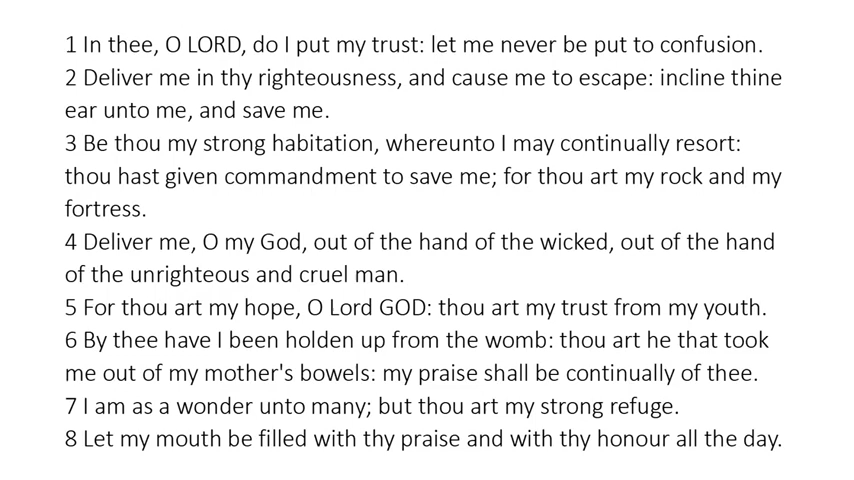 1 In thee, O LORD, do I put my trust: let me never be put to confusion.
2 Deliver me in thy righteousness, and cause me to escape: incline thine
ear unto me, and save me.
3 Be thou my strong habitation, whereunto I may continually resort:
thou hast given commandment to save me; for thou art my rock and my
fortress.
4 Deliver me, O my God, out of the hand of the wicked, out of the hand
of the unrighteous and cruel man.
5 For thou art my hope, O Lord GOD: thou art my trust from my youth.
6 By thee have I been holden up from the womb: thou art he that took
me out of my mother's bowels: my praise shall be continually of thee.
7 I am as a wonder unto many; but thou art my strong refuge.
8 Let my mouth be filled with thy praise and with thy honour all the day.